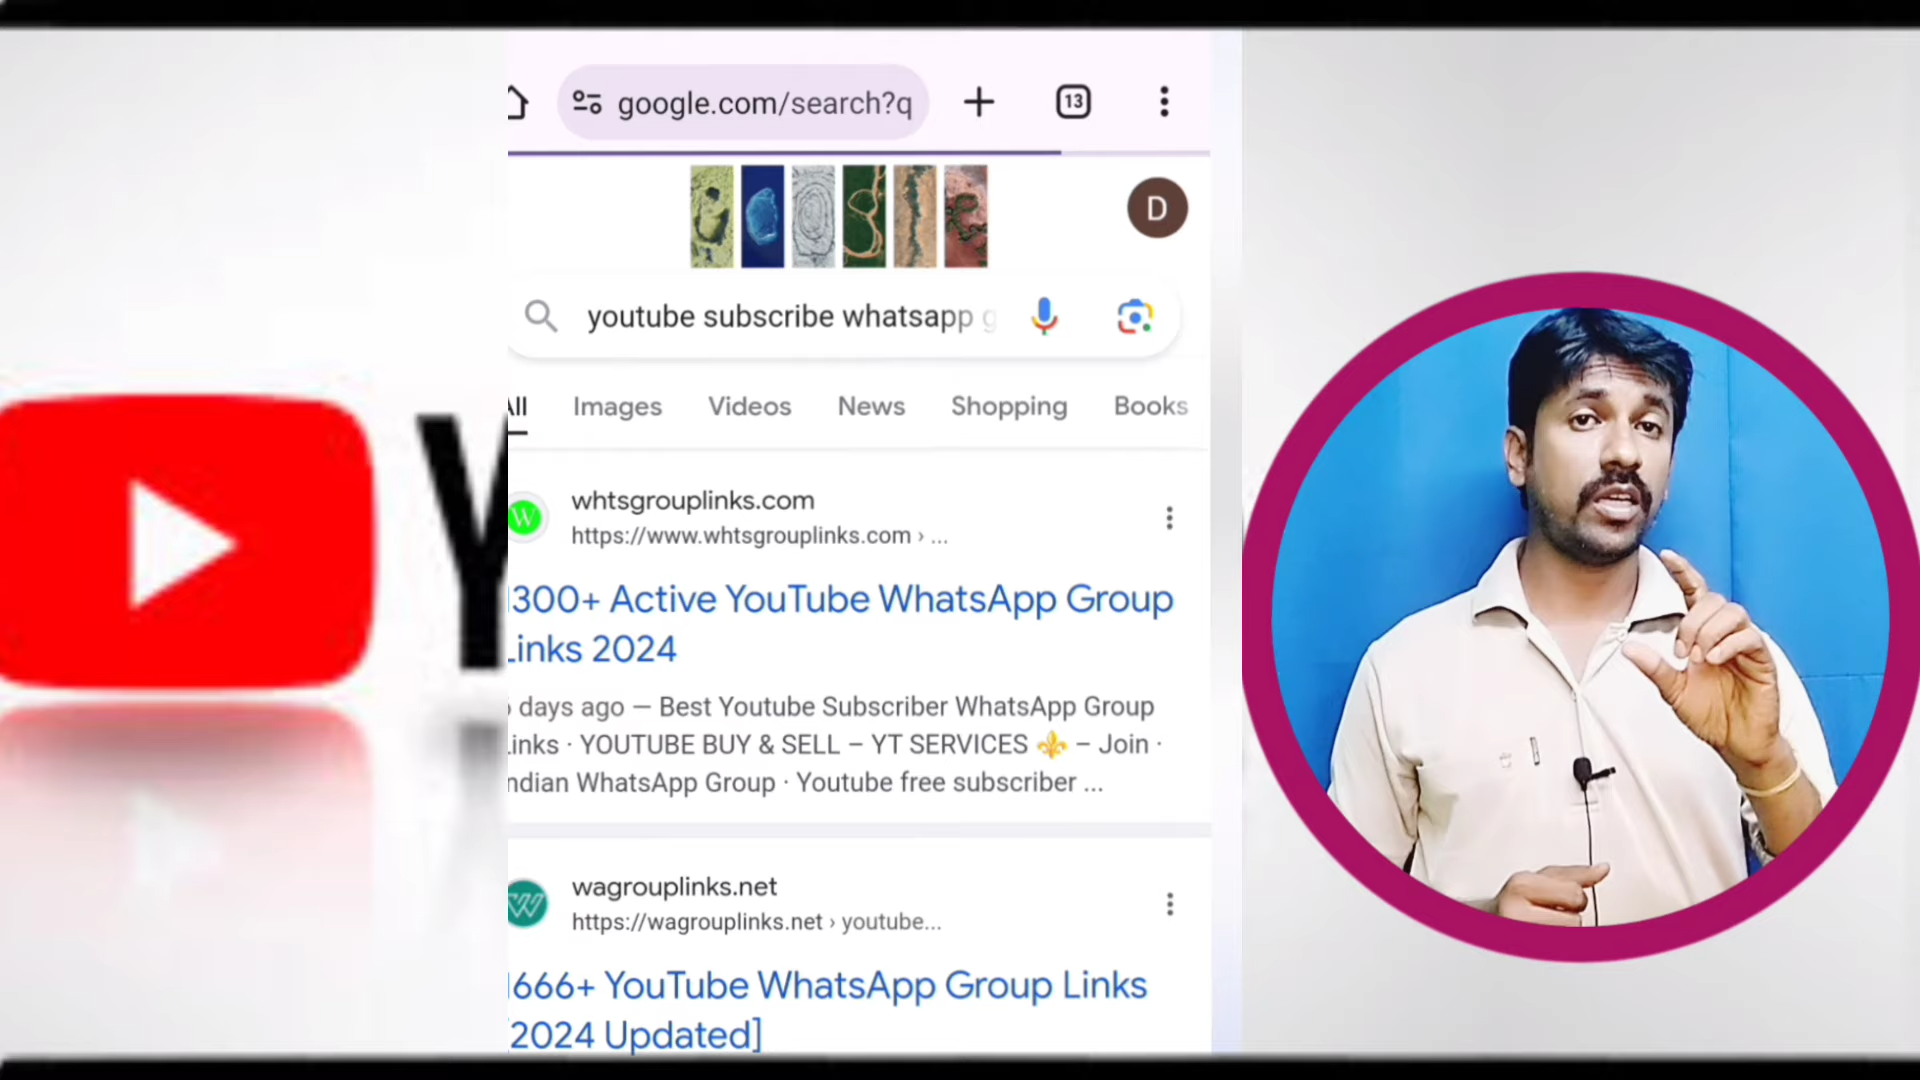 Y
google.com/search?q
13
D
youtube subscribe whatsapp g
All
Images
Videos
News
Shopping
Books
W
whtsgrouplinks.com
https://www.whtsgrouplinks.com › ...
300+ Active YouTube WhatsApp Group
Links 2024
days ago — Best Youtube Subscriber WhatsApp Group
Links · YOUTUBE BUY & SELL – YT SERVICES ⚜️ – Join ·
ndian WhatsApp Group · Youtube free subscriber ...
W
wagrouplinks.net
https://wagrouplinks.net › youtube...
666+ YouTube WhatsApp Group Links
[2024 Updated]